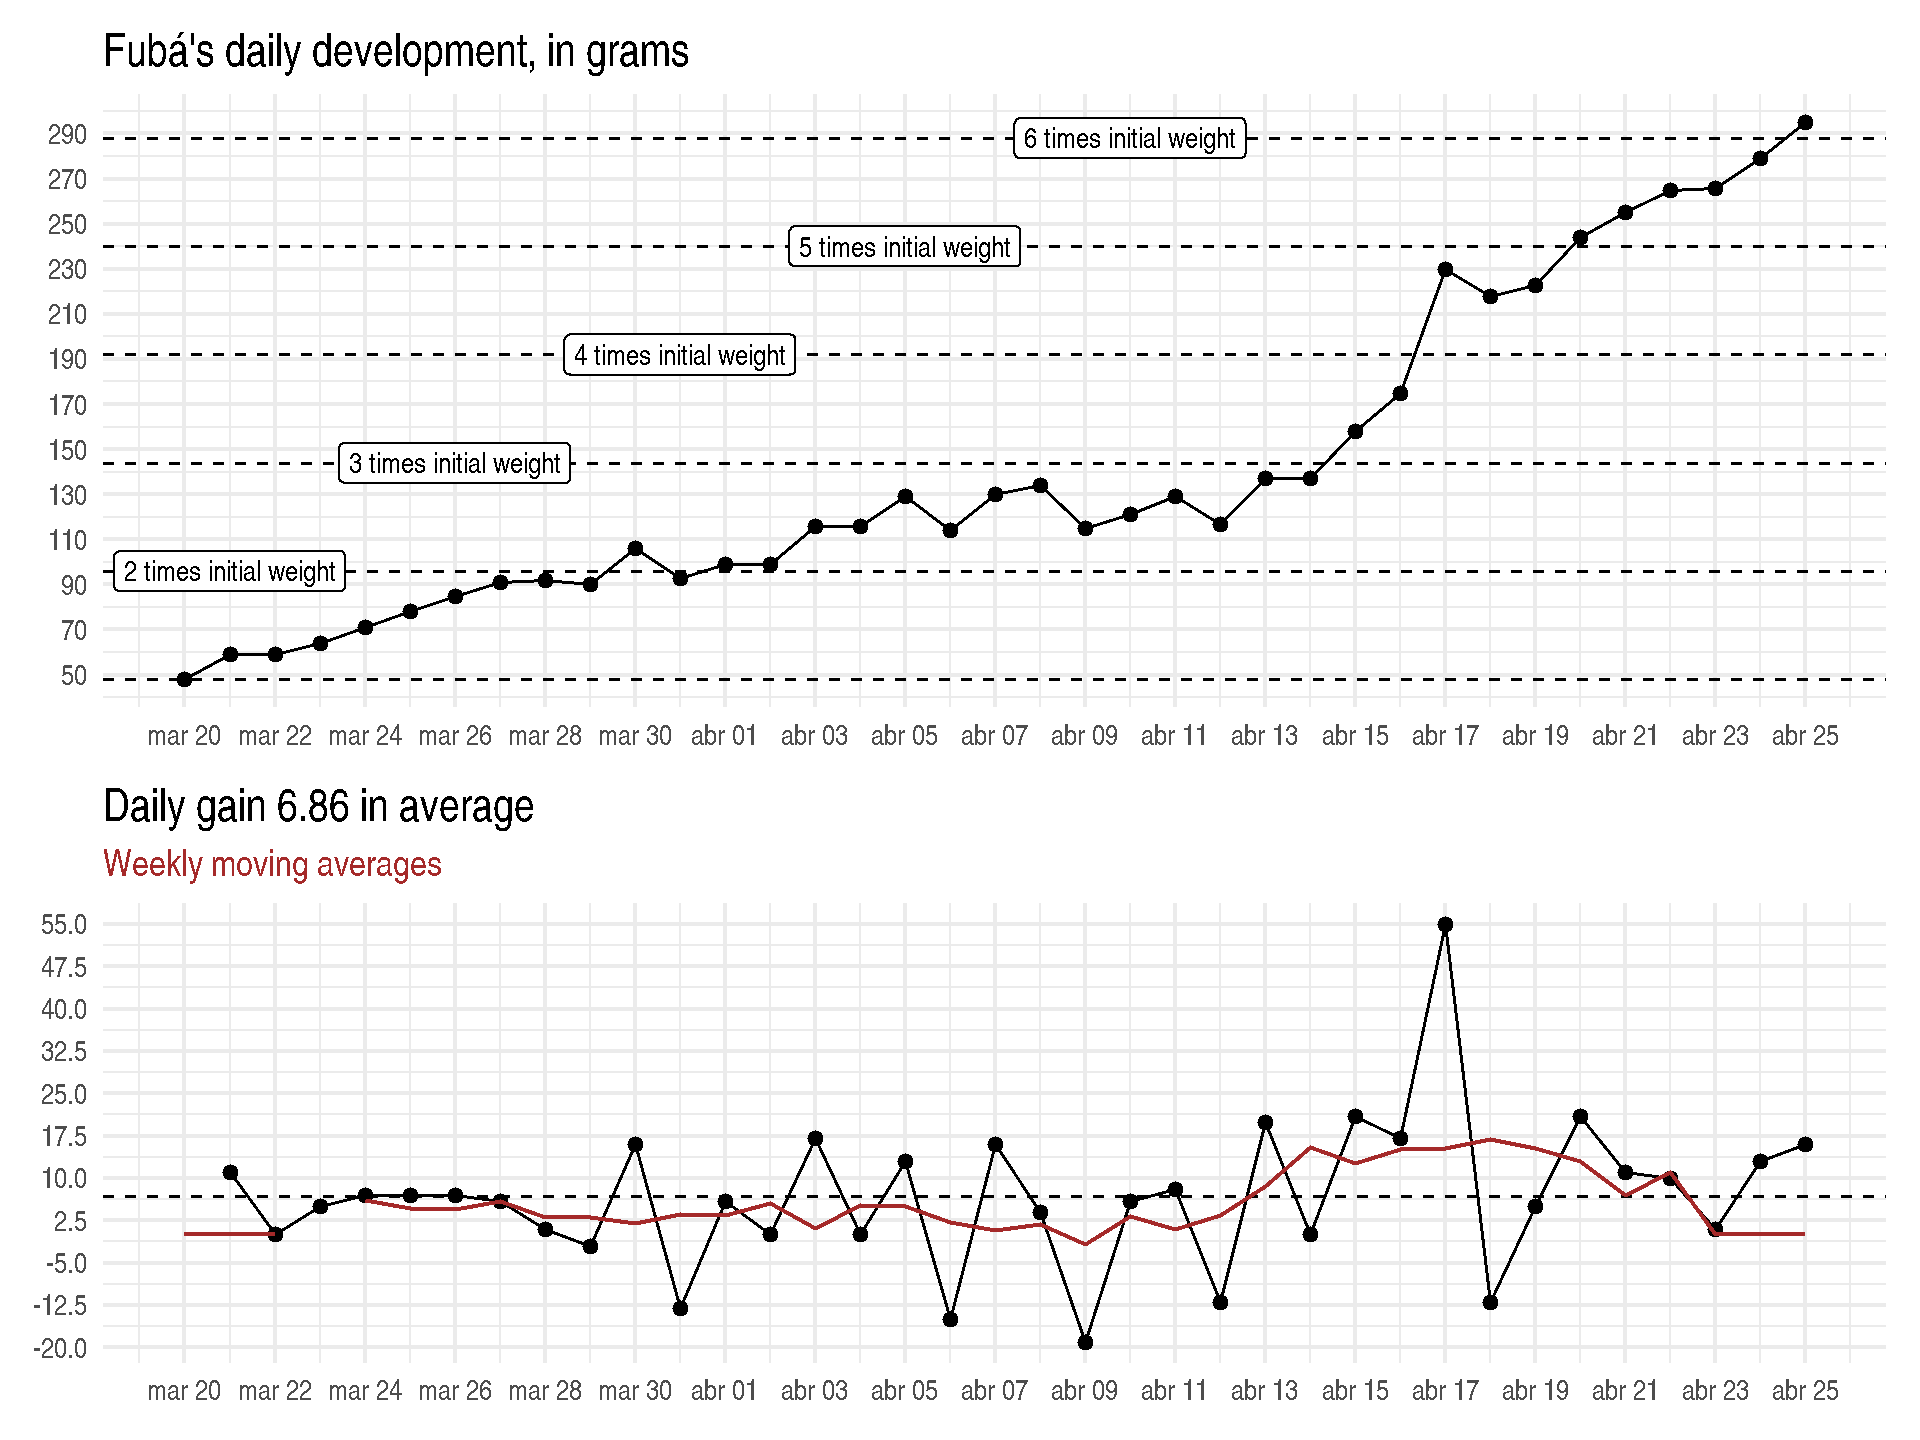 Fubá's daily development, in grams
290
6 times initial weight
270
250
5 times initial weight
230
210
190
4 times initial weight
170
150
3 times initial weight
130
110
2 times initial weight
90
70
50
mar 20 mar 22 mar 24 mar 26 mar 28 mar 30 abr 01 abr 03 abr 05 abr 07 abr 09 abr 11 abr 13 abr 15 abr 17 abr 19 abr 21 abr 23 abr 25
Daily gain 6.86 in average
Weekly moving averages
55.0
47.5
40.0
32.5
25.0
17.5
10.0
2.5
-5.0
-12.5
-20.0
mar 20 mar 22 mar 24 mar 26 mar 28 mar 30 abr 01 abr 03 abr 05 abr 07 abr 09 abr 11 abr 13 abr 15 abr 17 abr 19 abr 21 abr 23 abr 25